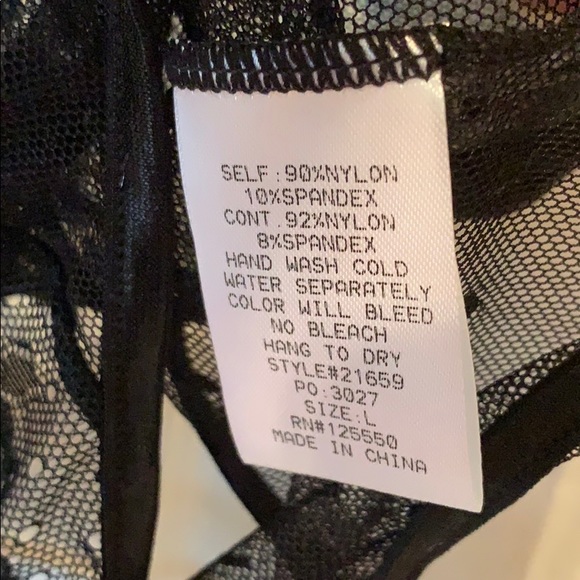 SELF:90%NYLON
10%SPANDEX
CONT.92%NYLON
8%SPANDEX
HAND WASH COLD
WATER SEPARATELY
COLOR WILL BLEED
NO BLEACH
HANG TO DRY
STYLE#21659
PO:3027
SIZE:L
RN#125550
MADE IN CHINA